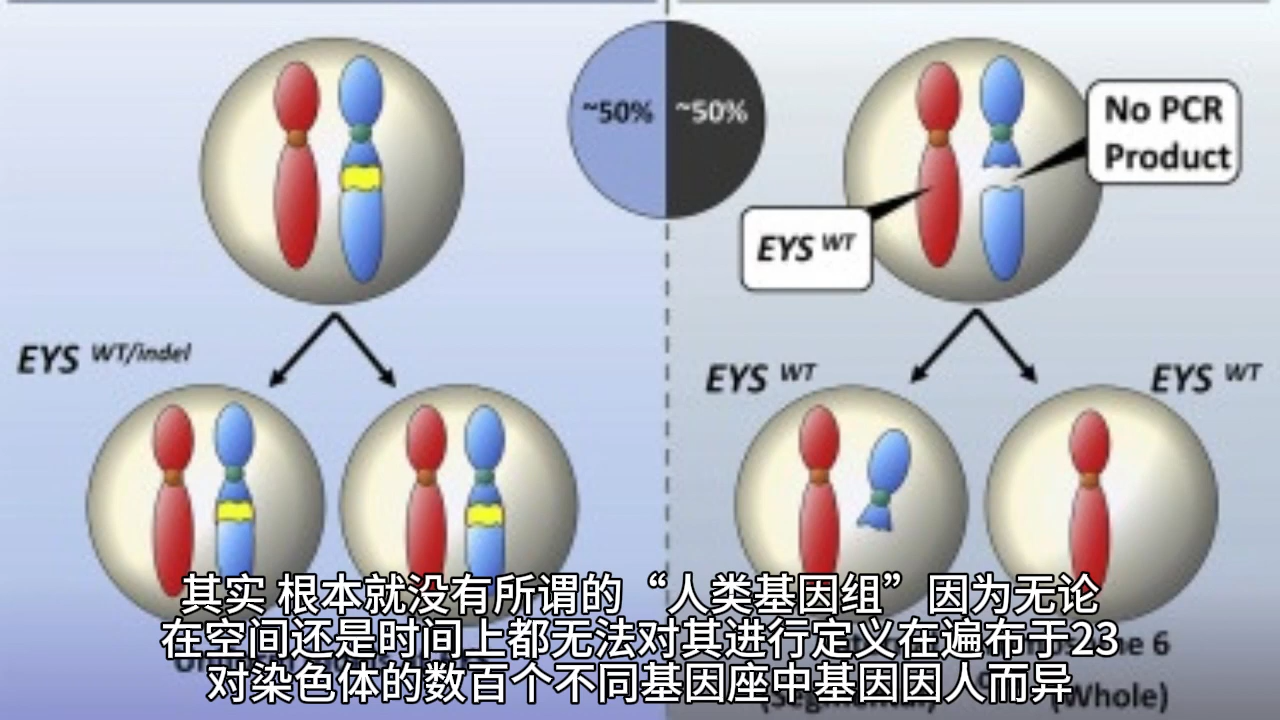 ~50%
~50%
No PCR
Product
EYS WT
EYS WT/indel
EYS WT
EYS WT
其实 根本就没有所谓的“人类基因组”因为无论
在空间还是时间上都无法对其进行定义在遍布于23
对染色体的数百个不同基因座中基因因人而异
me 6
(Segmental)
(Whole)